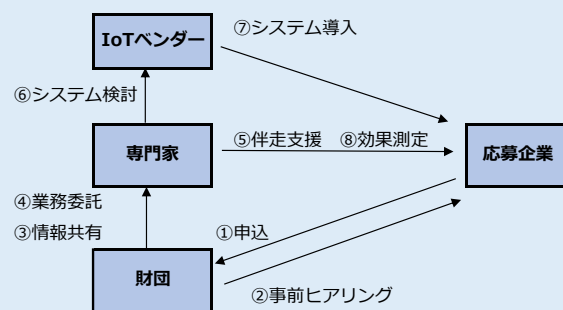 IoTベンダー
⑦システム導入
⑥システム検討
専門家
⑤伴走支援 ⑧効果測定
応募企業
④業務委託
③情報共有
①申込
財団
②事前ヒアリング